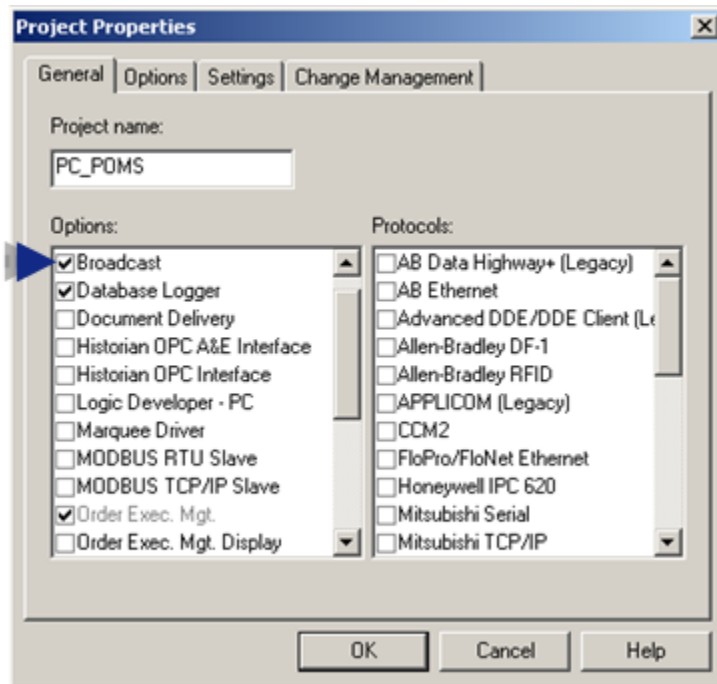 Project Properties
General Options Settings Change Management
Project name:
PC_POMS
Options:
Broadcast
Database Logger
Document Delivery
Historian OPC A&E Interface
Historian OPC Interface
Logic Developer - PC
Marquee Driver
MODBUS RTU Slave
MODBUS TCP/IP Slave
Order Exec. Mgt.
Order Exec. Mgt. Display
Protocols:
AB Data Highway+ (Legacy)
AB Ethernet
Advanced DDE/DDE Client (Le
Allen-Bradley DF-1
Allen-Bradley RFID
APPLICOM (Legacy)
CCM2
FloPro/FloNet Ethernet
Honeywell IPC 620
Mitsubishi Serial
Mitsubishi TCP/IP
OK Cancel Help